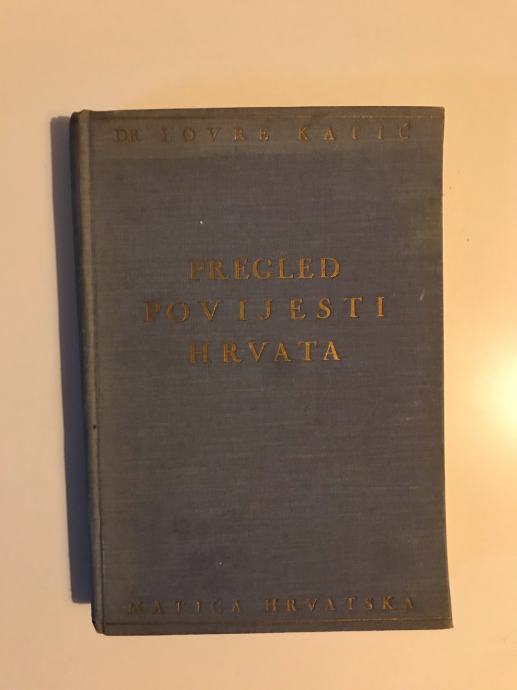 DR LOVRE KATIĆ
PREGLED
POVIJESTI
HRVATA
MATICA HRVATSKA